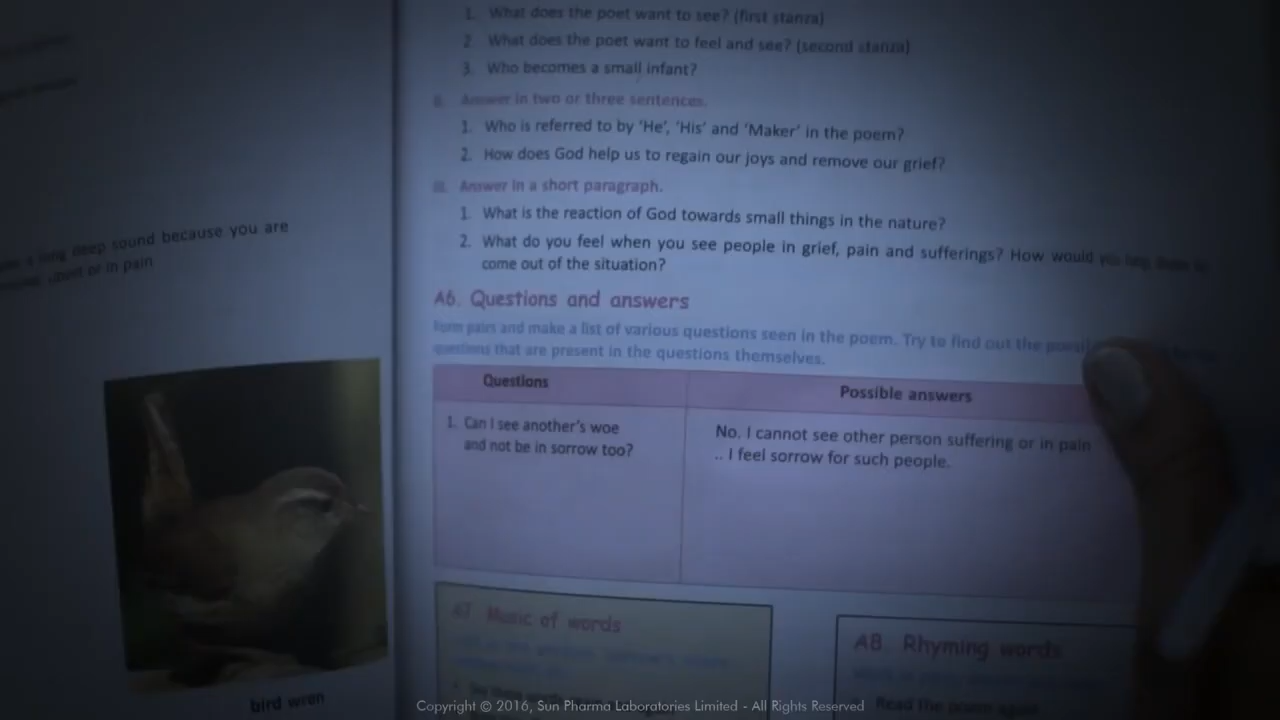 a long deep sound because you are
or in pain
bird wren
1. What does the poet want to see? (first stanza)
2. What does the poet want to feel and see? (second stanza)
3. Who becomes a small infant?
II. Answer in two or three sentences.
1. Who is referred to by ‘He’, ‘His’ and ‘Maker’ in the poem?
2. How does God help us to regain our joys and remove our grief?
III. Answer in a short paragraph.
1. What is the reaction of God towards small things in the nature?
2. What do you feel when you see people in grief, pain and sufferings? How would you help them to
come out of the situation?
A6. Questions and answers
Form pairs and make a list of various questions seen in the poem. Try to find out the
questions that are present in the questions themselves.
Questions
Possible answers
1. Can I see another's woe
and not be in sorrow too?
No. I cannot see other person suffering or in pain
.. I feel sorrow for such people.
A7. Music of words
A8. Rhyming words
Read the poem again
Copyright © 2016, Sun Pharma Laboratories Limited - All Rights Reserved